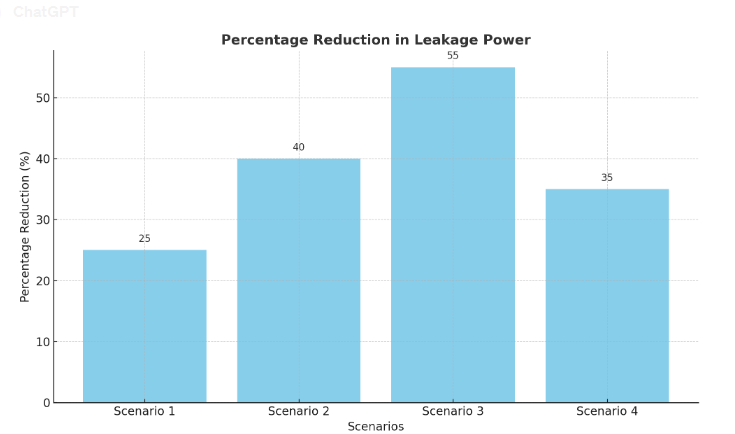 ChatGPT
Percentage Reduction in Leakage Power
55
50
40
40
35
30
25
20
10
0
Percentage Reduction (%)
Scenario 1
Scenario 2
Scenario 3
Scenario 4
Scenarios